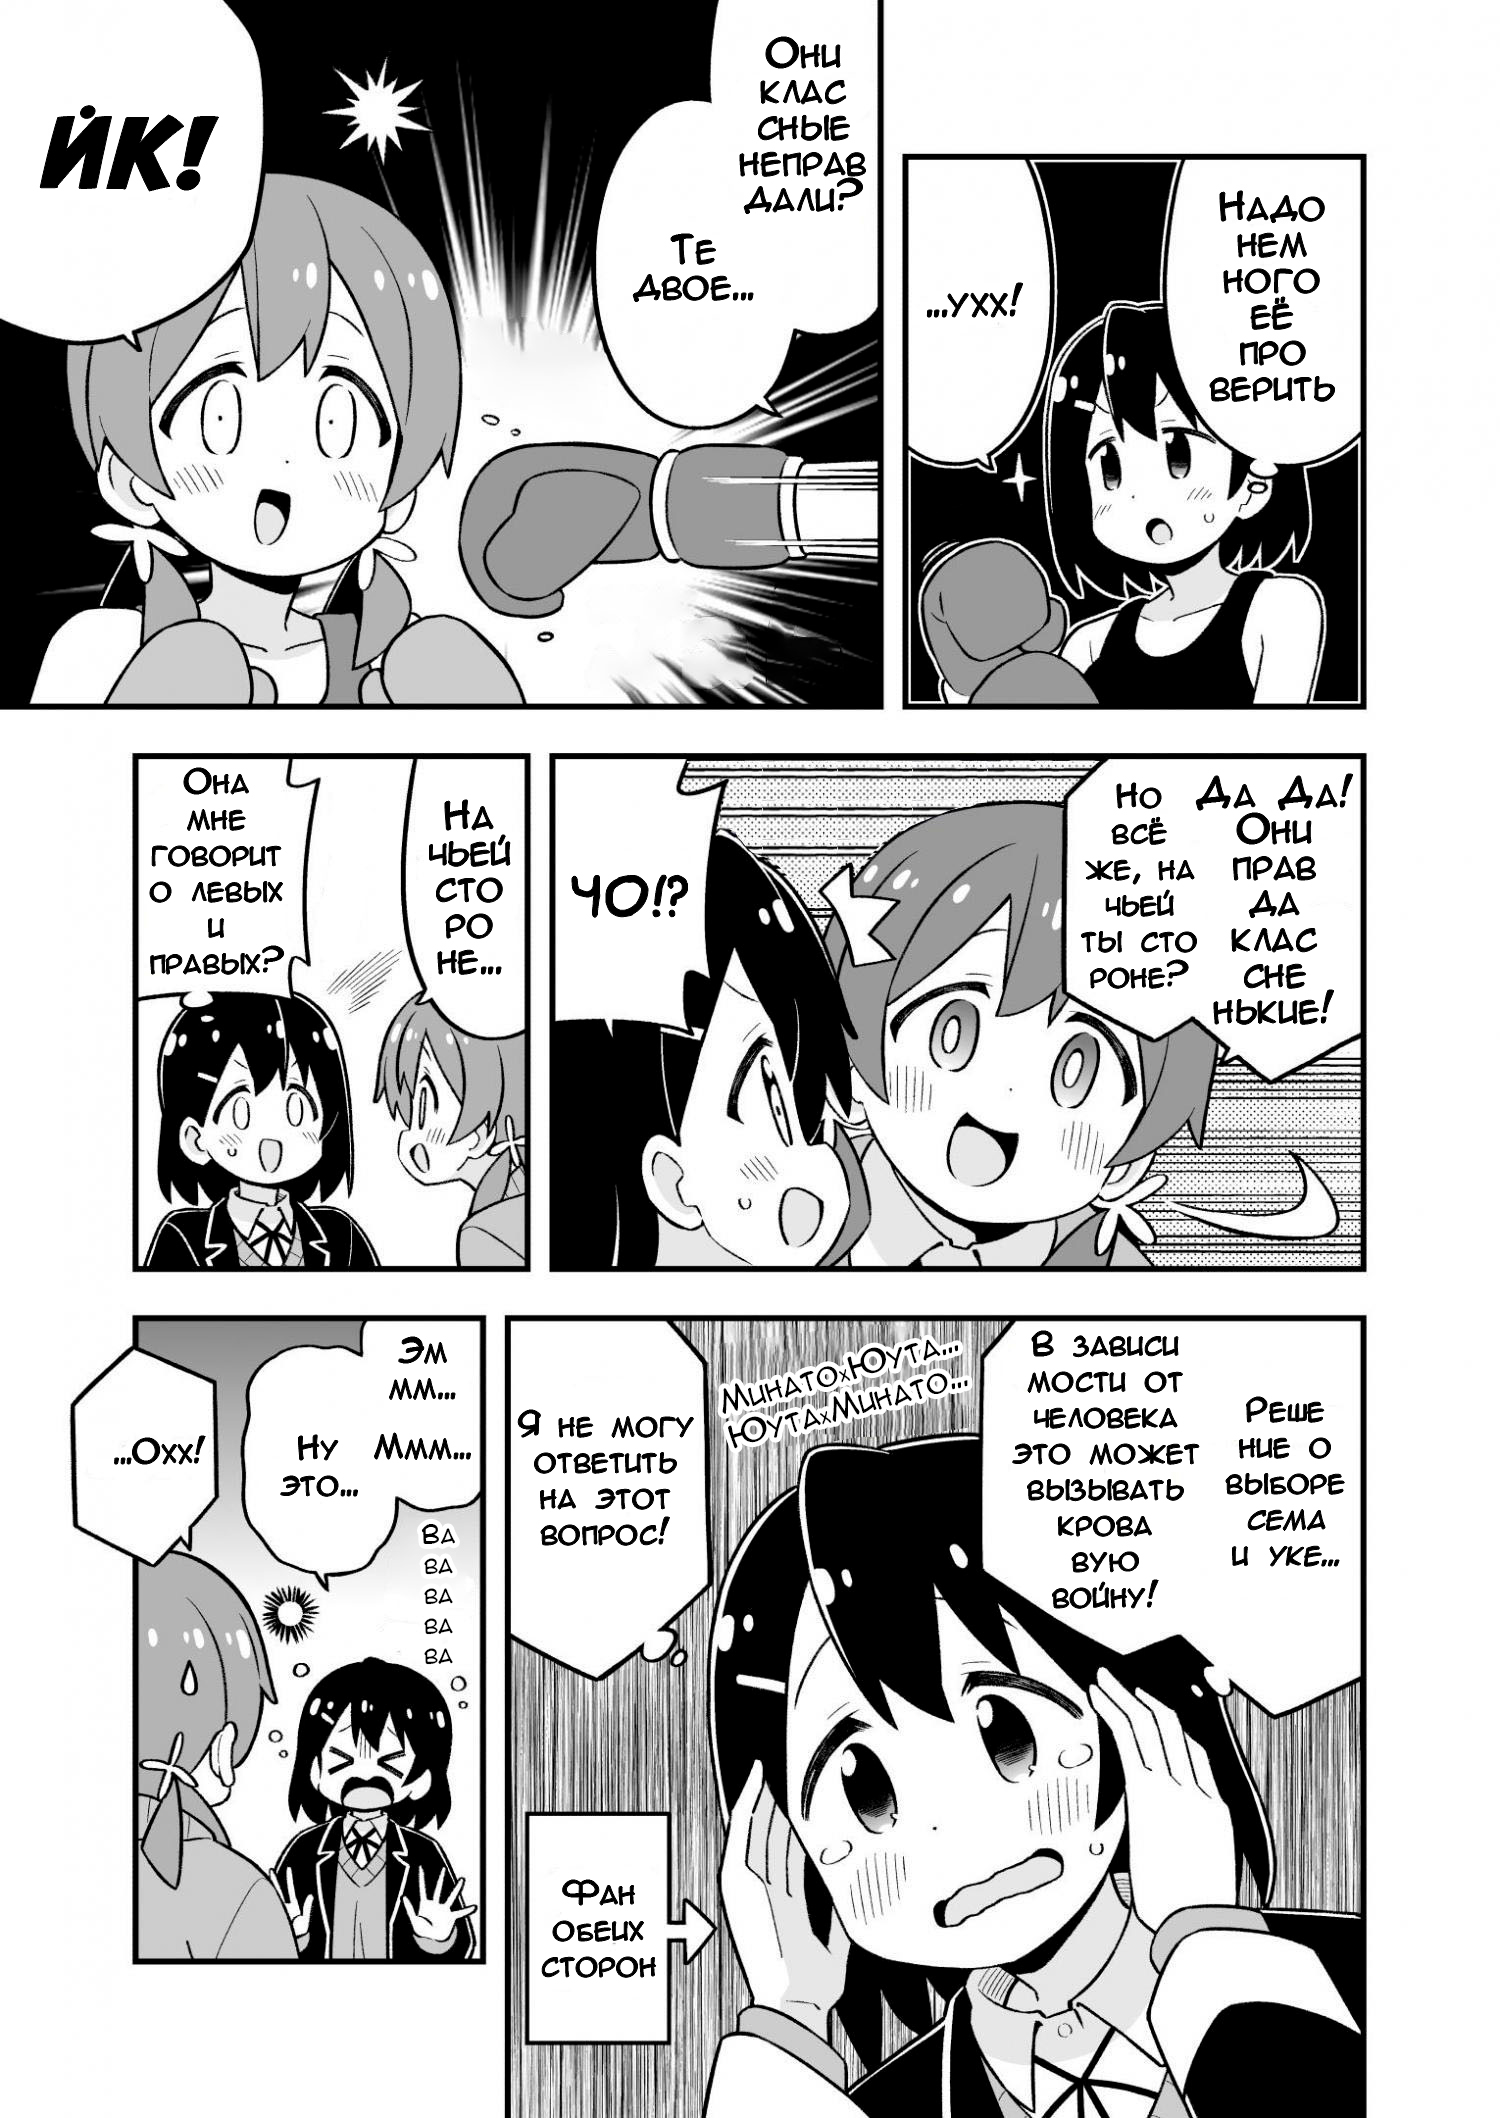 Надо
нем
ного
её
про
верить
...ухх!
Они
клас
сные
неправ
дали?
Те
двое...
Йк!
Да Да!
Они
прав
да
клас
сне
нькие!
Но
всё
же, на
чьей
ты сто
роне?
Чо!?
На
чьей
сто
ро
не...
Она
мне
говорит
о левых
и
правых?
Реше
ние о
выборе
сема
и уке...
В зависи
мости от
человека
это может
вызывать
крова
вую
войну!
МинатоxЮута...
ЮутаxМинато...
Я не могу
ответить
на этот
вопрос!
Фан
обеих
сторон
Эм
мм...
Ммм...
Ну
это...
Ва
ва
ва
ва
ва
...Охх!